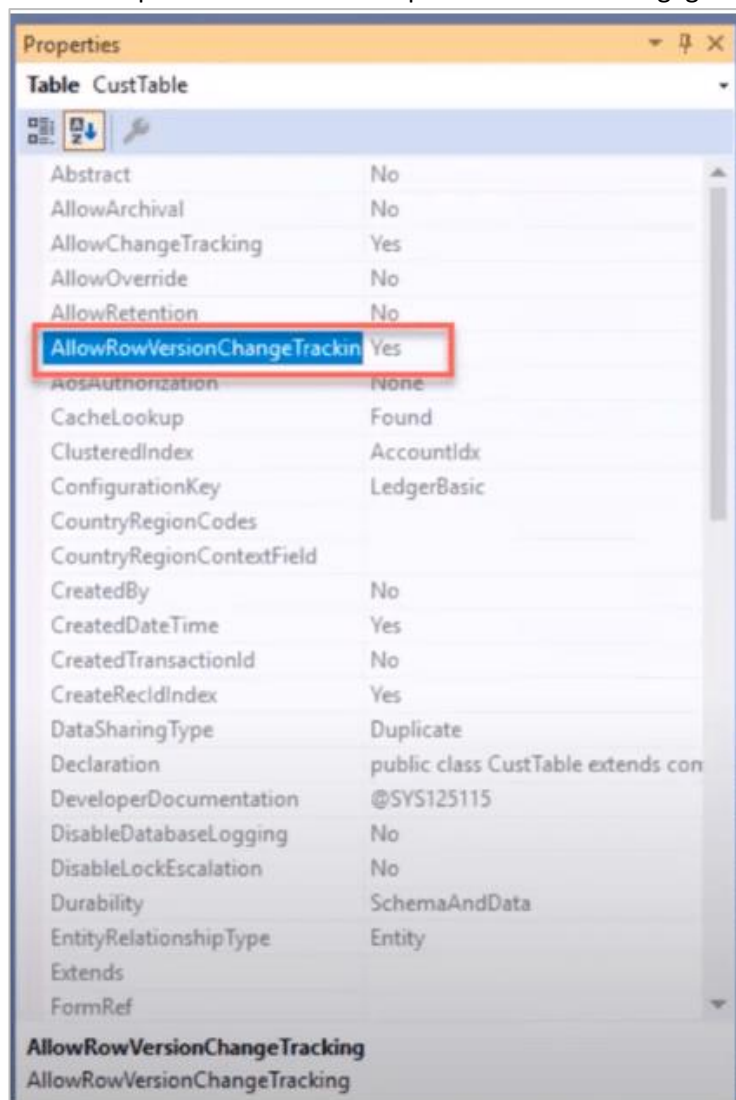 Properties
Table CustTable
Abstract No
AllowArchival No
AllowChangeTracking Yes
AllowOverride No
AllowRetention No
AllowRowVersionChangeTrackin Yes
AosAuthorization None
CacheLookup Found
ClusteredIndex AccountIdx
ConfigurationKey LedgerBasic
CountryRegionCodes
CountryRegionContextField
CreatedBy No
CreatedDateTime Yes
CreatedTransactionId No
CreateRecIdIndex Yes
DataSharingType Duplicate
Declaration public class CustTable extends com
DeveloperDocumentation @SYS125115
DisableDatabaseLogging No
DisableLockEscalation No
Durability SchemaAndData
EntityRelationshipType Entity
Extends
FormRef
AllowRowVersionChangeTracking
AllowRowVersionChangeTracking